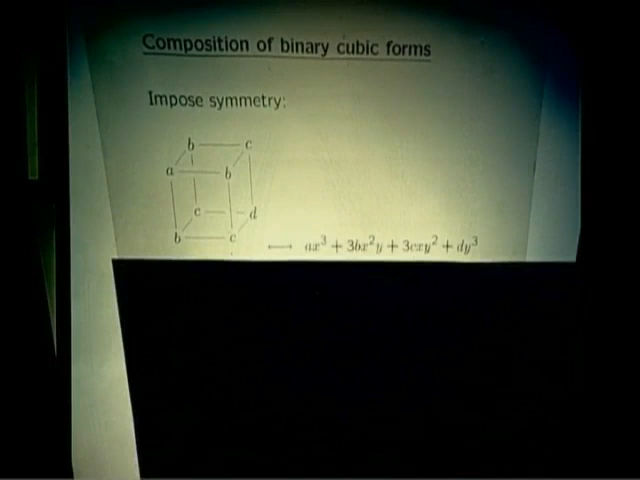 Composition of binary cubic forms
Impose symmetry:
b c
a b
c d
b c
⟷ ax³ + 3bx²y + 3cxy² + dy³